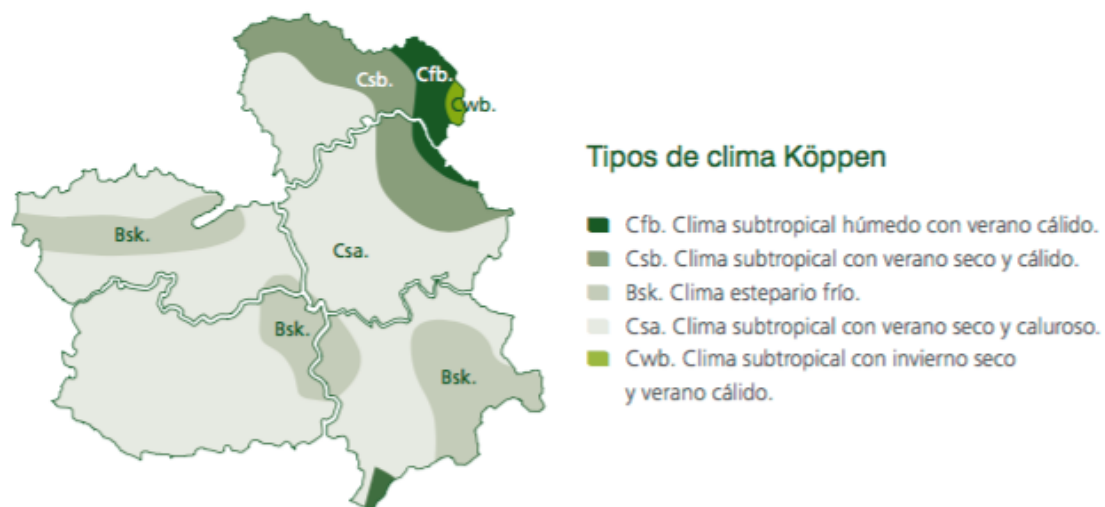 Csb.
Cfb.
Cwb.
Bsk.
Csa.
Bsk.
Bsk.
Tipos de clima Köppen
Cfb. Clima subtropical húmedo con verano cálido.
Csb. Clima subtropical con verano seco y cálido.
Bsk. Clima estepario frío.
Csa. Clima subtropical con verano seco y caluroso.
Cwb. Clima subtropical con invierno seco
y verano cálido.